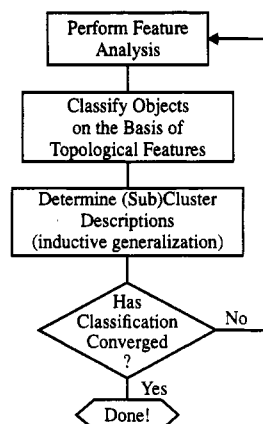 Perform Feature
Analysis
Classify Objects
on the Basis of
Topological Features
Determine (Sub)Cluster
Descriptions
(inductive generalization)
Has
Classification
Converged
?
No
Yes
Done!